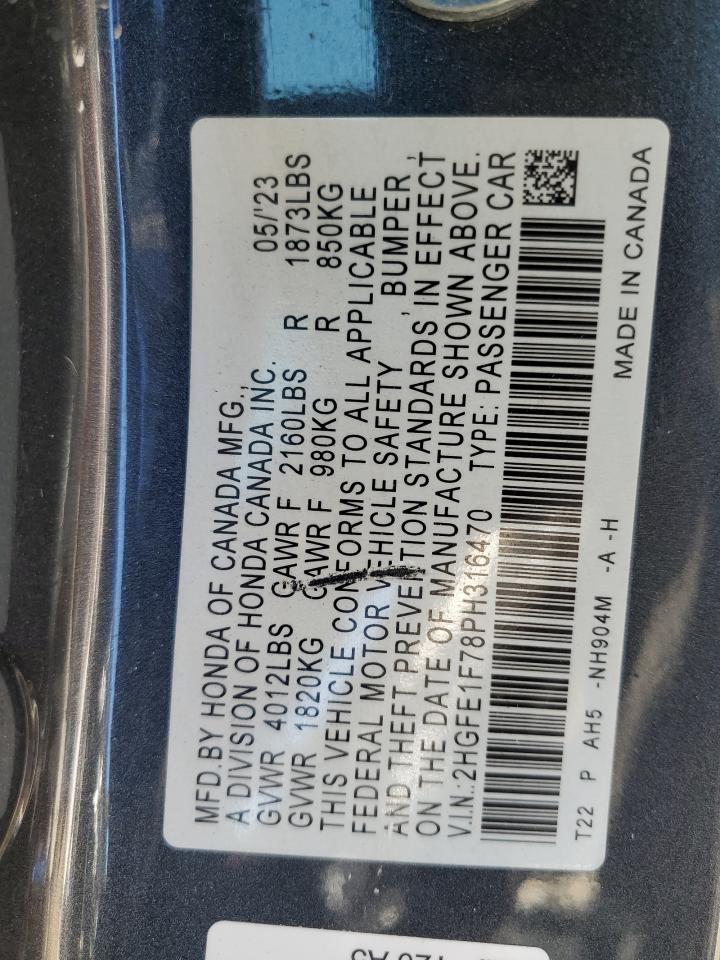 MFD.BY HONDA OF CANADA MFG.,
A DIVISION OF HONDA CANADA INC. 05/'23
GVWR 4012LBS GAWR F 2160LBS R 1873LBS
GVWR 1820KG GAWR F 980KG R 850KG
THIS VEHICLE CONFORMS TO ALL APPLICABLE
FEDERAL MOTOR VEHICLE SAFETY , BUMPER,
AND THEFT PREVENTION STANDARDS IN EFFECT
ON THE DATE OF MANUFACTURE SHOWN ABOVE.
V.I.N.:2HGFE1F78PH316470 TYPE: PASSENGER CAR
T22 P AH5 -NH904M -A -H MADE IN CANADA